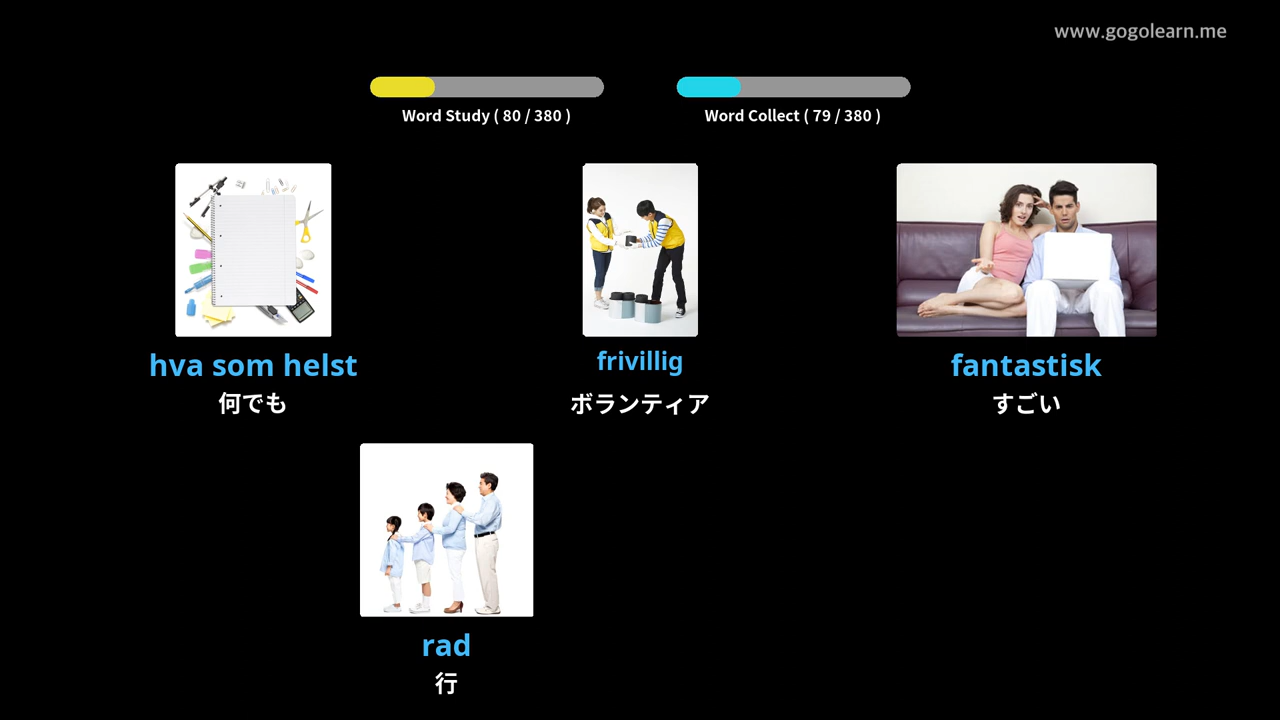 www.gogolearn.me
Word Study ( 80 / 380 )
Word Collect ( 79 / 380 )
hva som helst
何でも
frivillig
ボランティア
fantastisk
すごい
rad
行